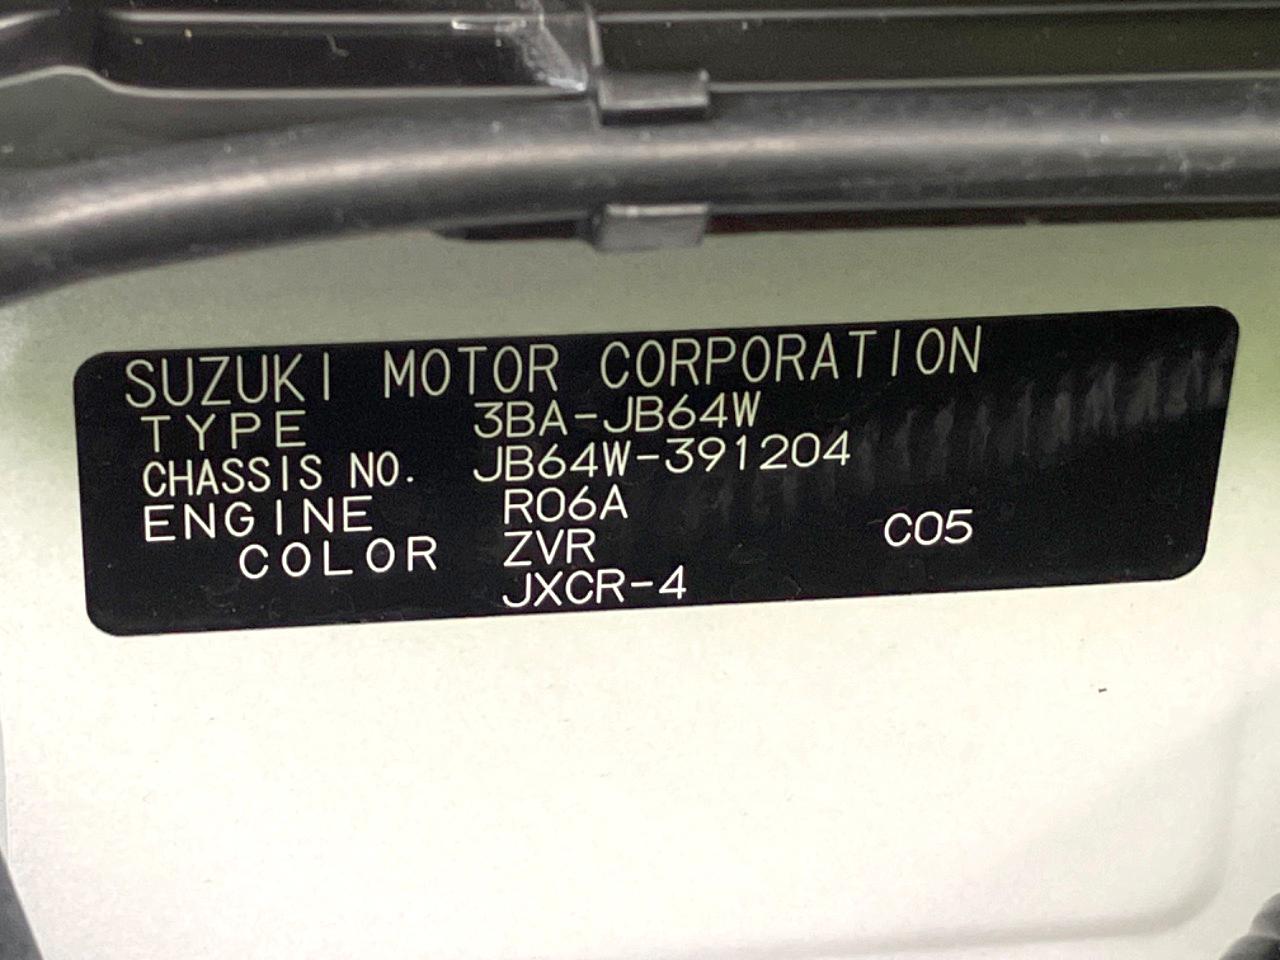 SUZUKI MOTOR CORPORATION
TYPE 3BA-JB64W
CHASSIS NO. JB64W-391204
ENGINE R06A
COLOR ZVR C05
JXCR-4